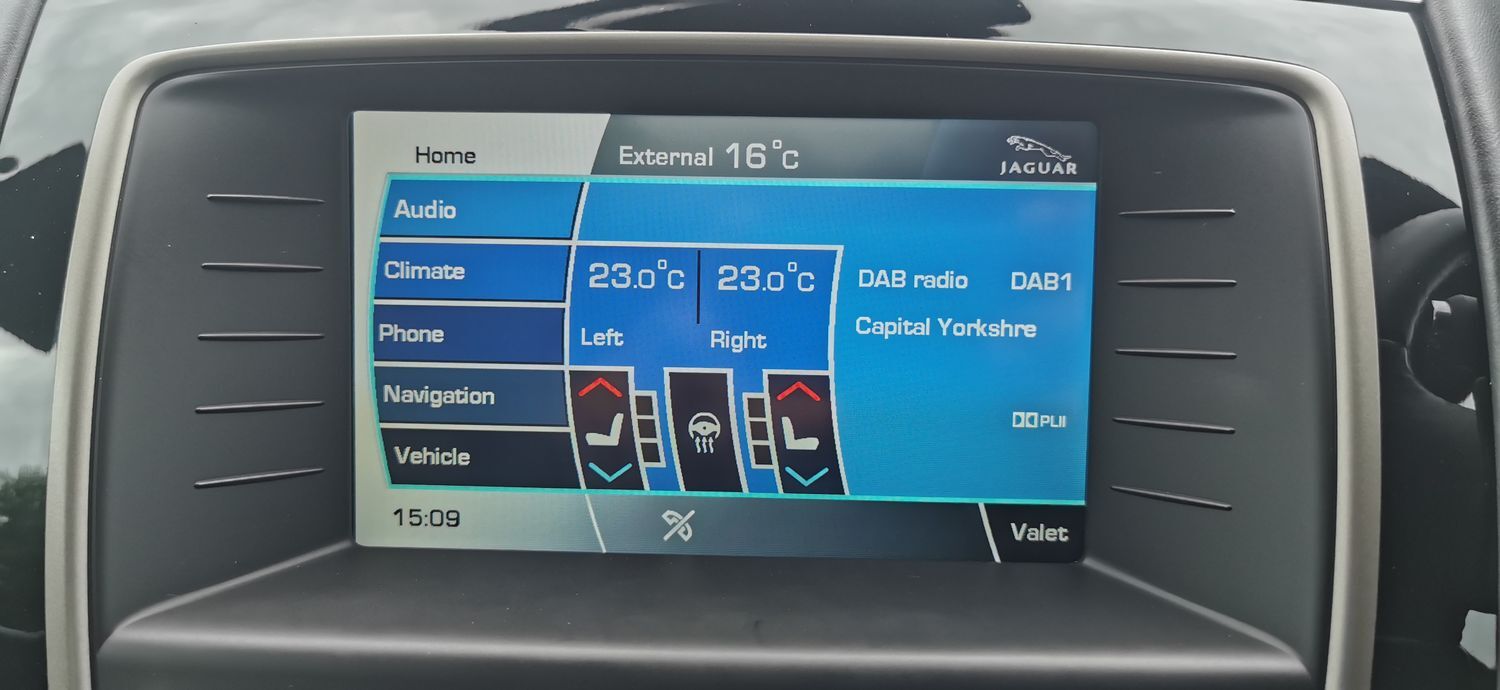 Home
External 16°C
JAGUAR
Audio
Climate
Phone
Navigation
Vehicle
23.0°C
23.0°C
Left
Right
DAB radio DAB1
Capital Yorkshre
PLII
15:09
Valet